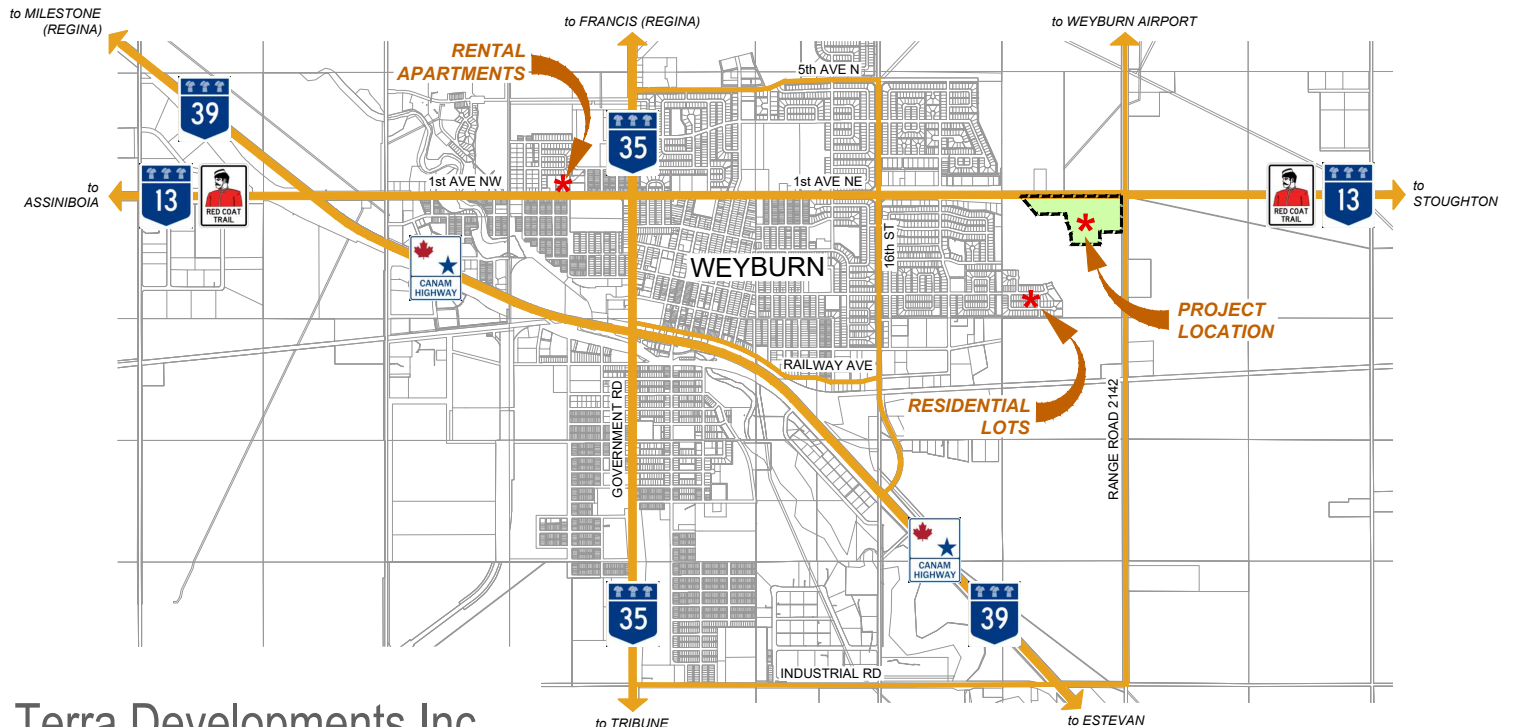 to MILESTONE
(REGINA)
to FRANCIS (REGINA)
to WEYBURN AIRPORT
RENTAL
APARTMENTS
5th AVE N
39
35
1st AVE NW
1st AVE NE
to
ASSINIBOIA
13
RED COAT
TRAIL
RED COAT
TRAIL
13
to
STOUGHTON
16th ST
WEYBURN
CANAM
HIGHWAY
PROJECT
LOCATION
RAILWAY AVE
RESIDENTIAL
LOTS
GOVERNMENT RD
RANGE ROAD 2142
CANAM
HIGHWAY
35
39
INDUSTRIAL RD
Terra Developments Inc
to TRIBUNE
to ESTEVAN